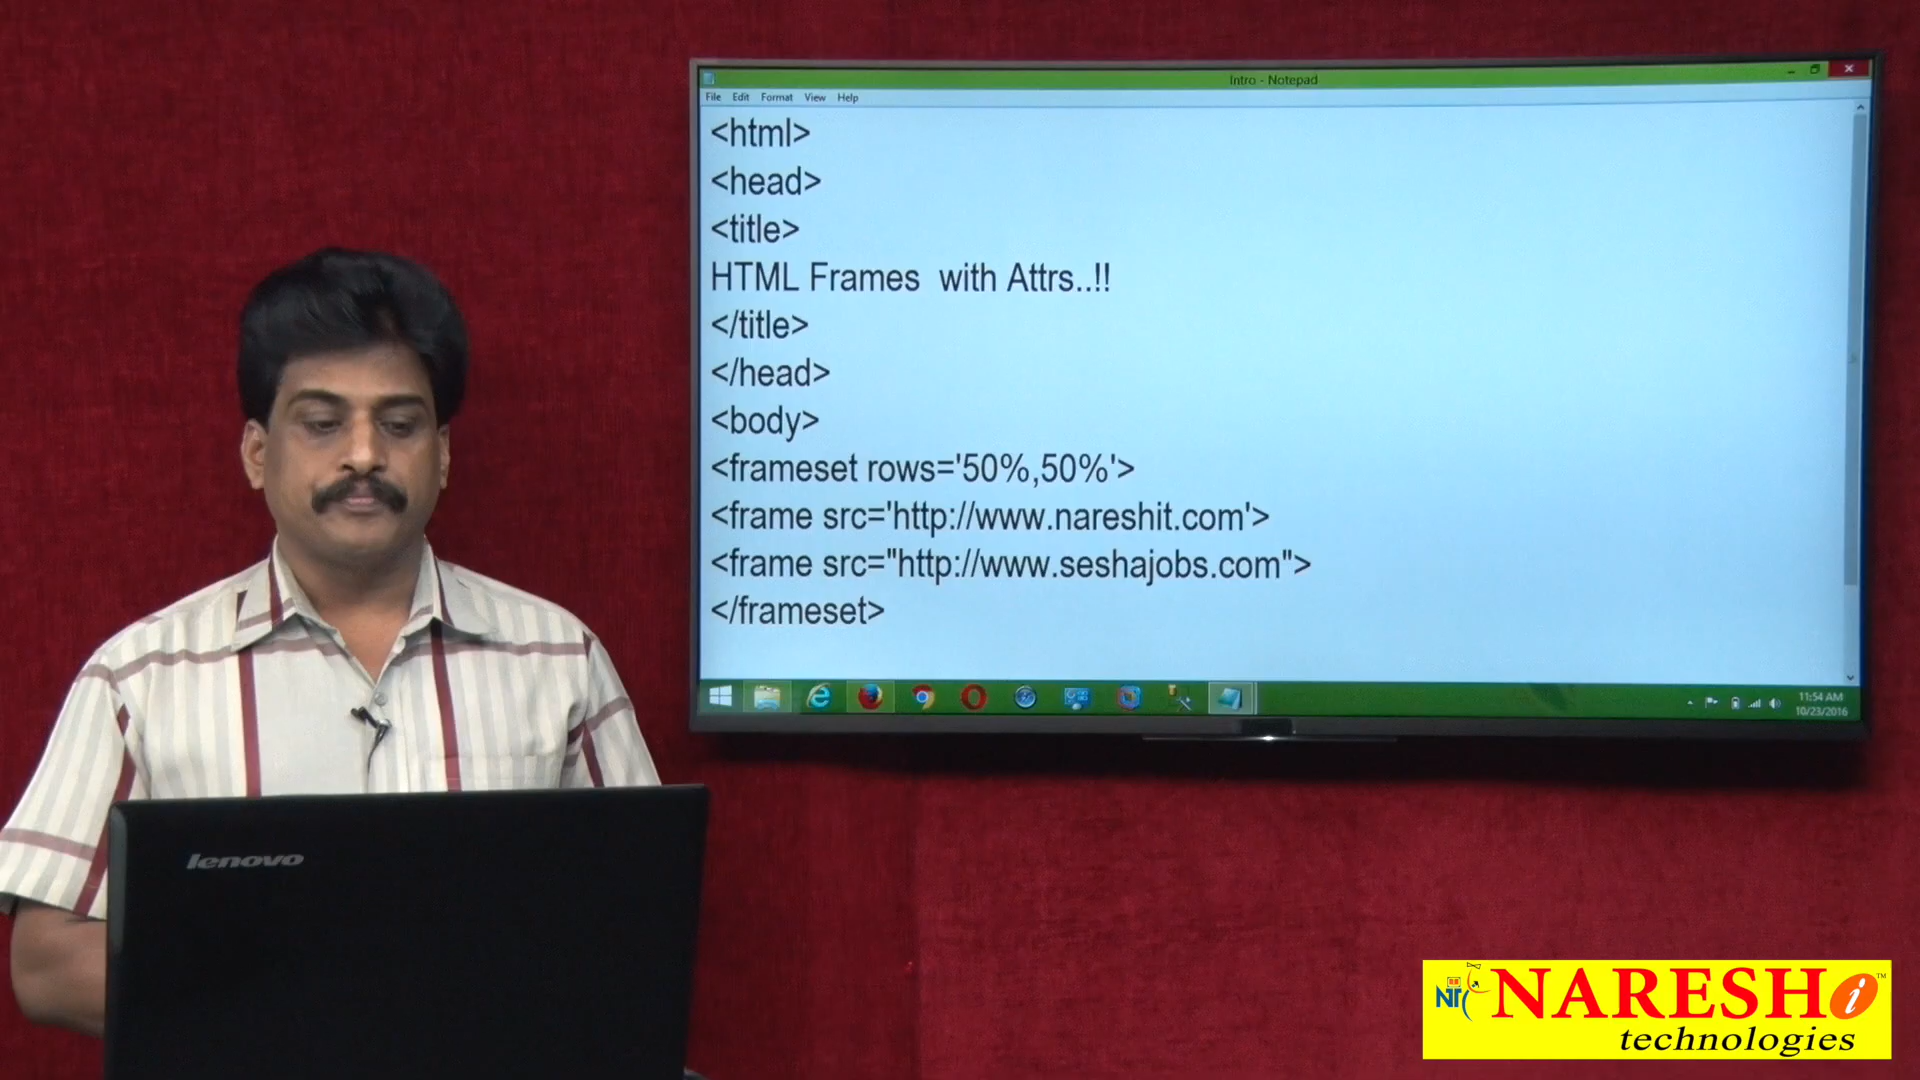 Intro - Notepad
File Edit Format View Help
<html>
<head>
<title>
HTML Frames  with Attrs..!!
</title>
</head>
<body>
<frameset rows='50%,50%'>
<frame src='http://www.nareshit.com'>
<frame src="http://www.seshajobs.com">
</frameset>
11:54 AM
10/23/2016
lenovo
NT
NARESH i ™
technologies